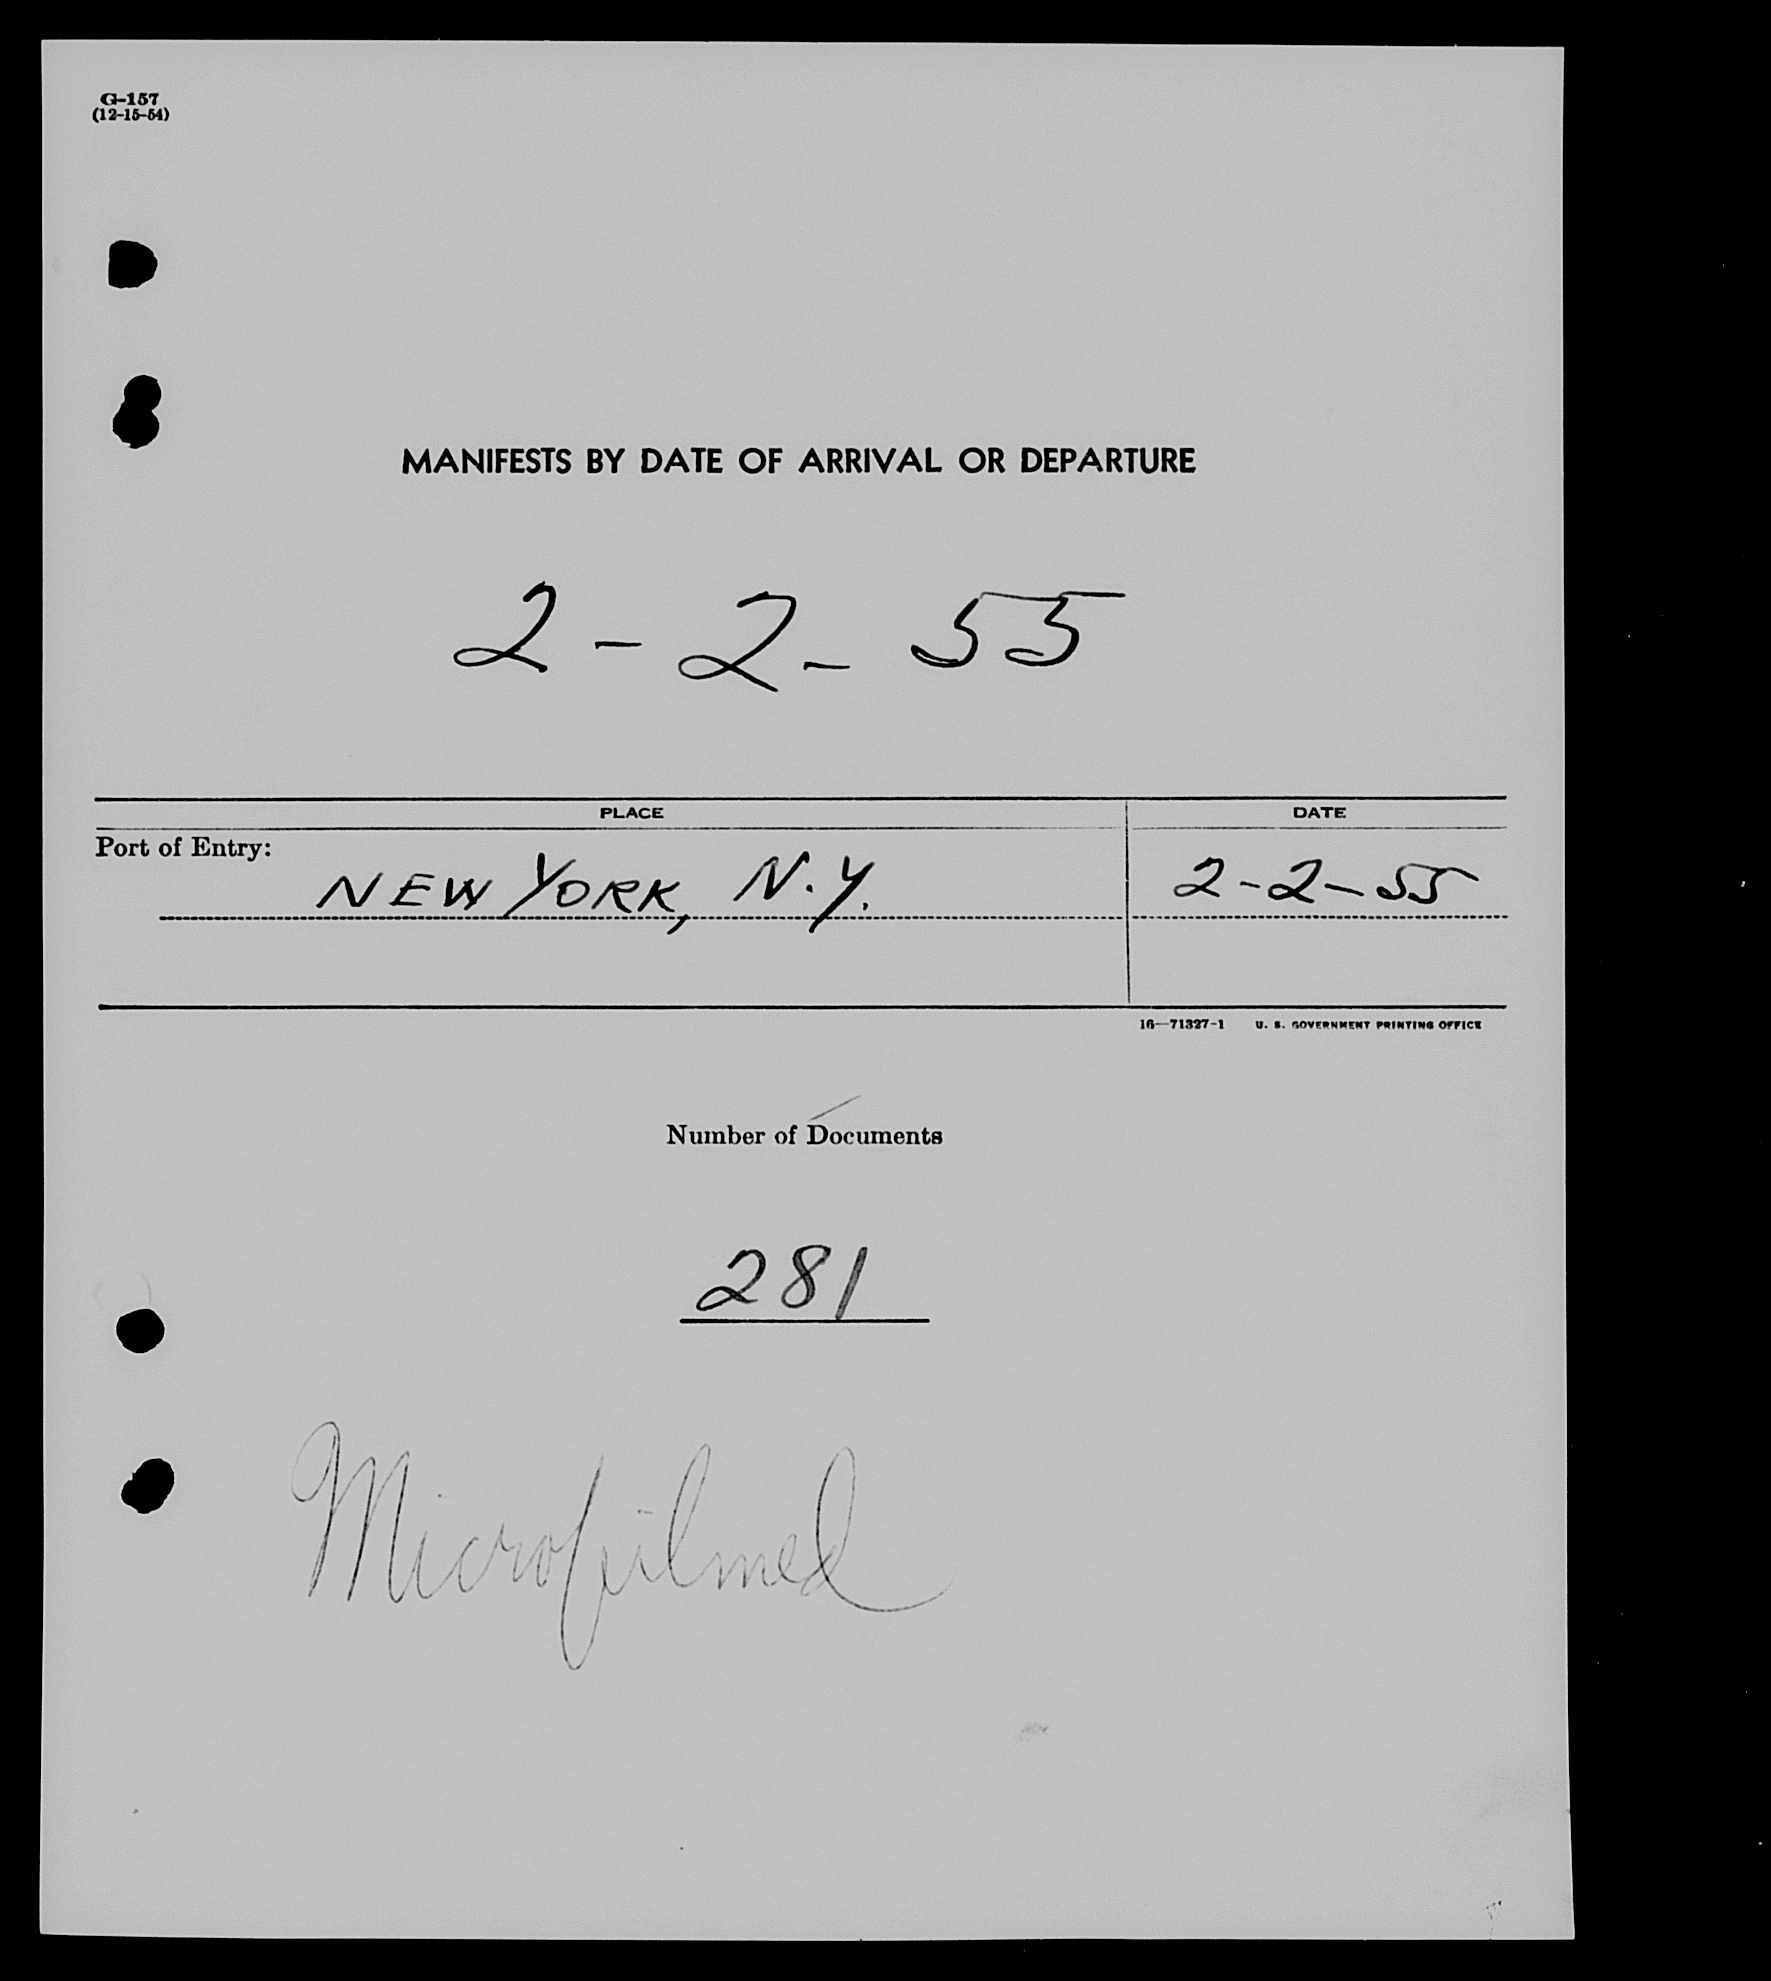 G-157
(12-15-54)
MANIFESTS BY DATE OF ARRIVAL OR DEPARTURE
2-2-55
PLACE DATE
Port of Entry:
NEW YORK, N.Y. 2-2-55
16—71327-1 U. S. GOVERNMENT PRINTING OFFICE
Number of Documents
281
Microfilmed